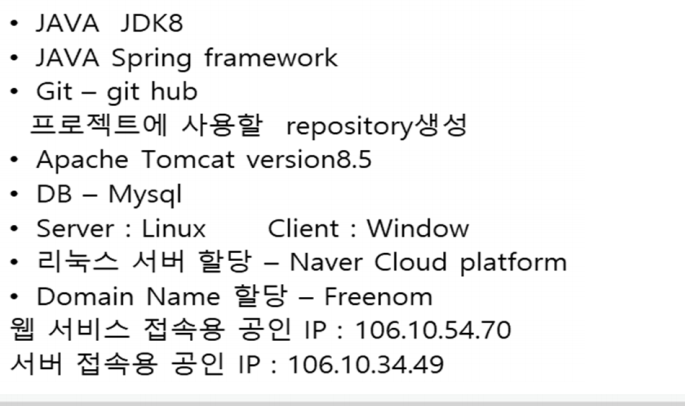 • JAVA JDK8
• JAVA Spring framework
• Git – git hub
프로젝트에 사용할 repository생성
• Apache Tomcat version8.5
• DB – Mysql
• Server : Linux Client : Window
• 리눅스 서버 할당 – Naver Cloud platform
• Domain Name 할당 – Freenom
웹 서비스 접속용 공인 IP : 106.10.54.70
서버 접속용 공인 IP : 106.10.34.49